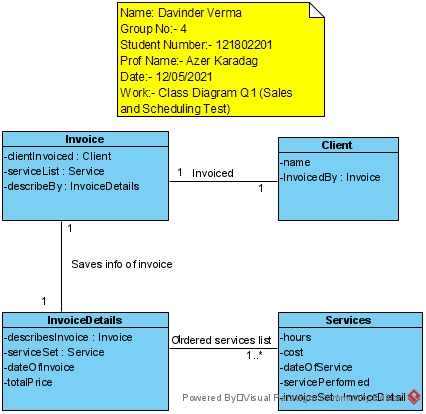 Name: Davinder Verma
Group No:- 4
Student Number:- 121802201
Prof Name:- Azer Karadag
Date:- 12/05/2021
Work:- Class Diagram Q1 (Sales
and Scheduling Test)
Invoice
-clientInvoiced : Client
-serviceList : Service
-describeBy : InvoiceDetails
1 Invoiced
1
Client
-name
-InvoicedBy : Invoice
1
Saves info of invoice
1
InvoiceDetails
-describesInvoice : Invoice
-serviceSet : Service
-dateOfInvoice
-totalPrice
Ordered services list
1..*
Services
-hours
-cost
-dateOfService
-servicePerformed
-invoiceSet : InvoiceDetail
Powered By Visual Paradigm Community Edition